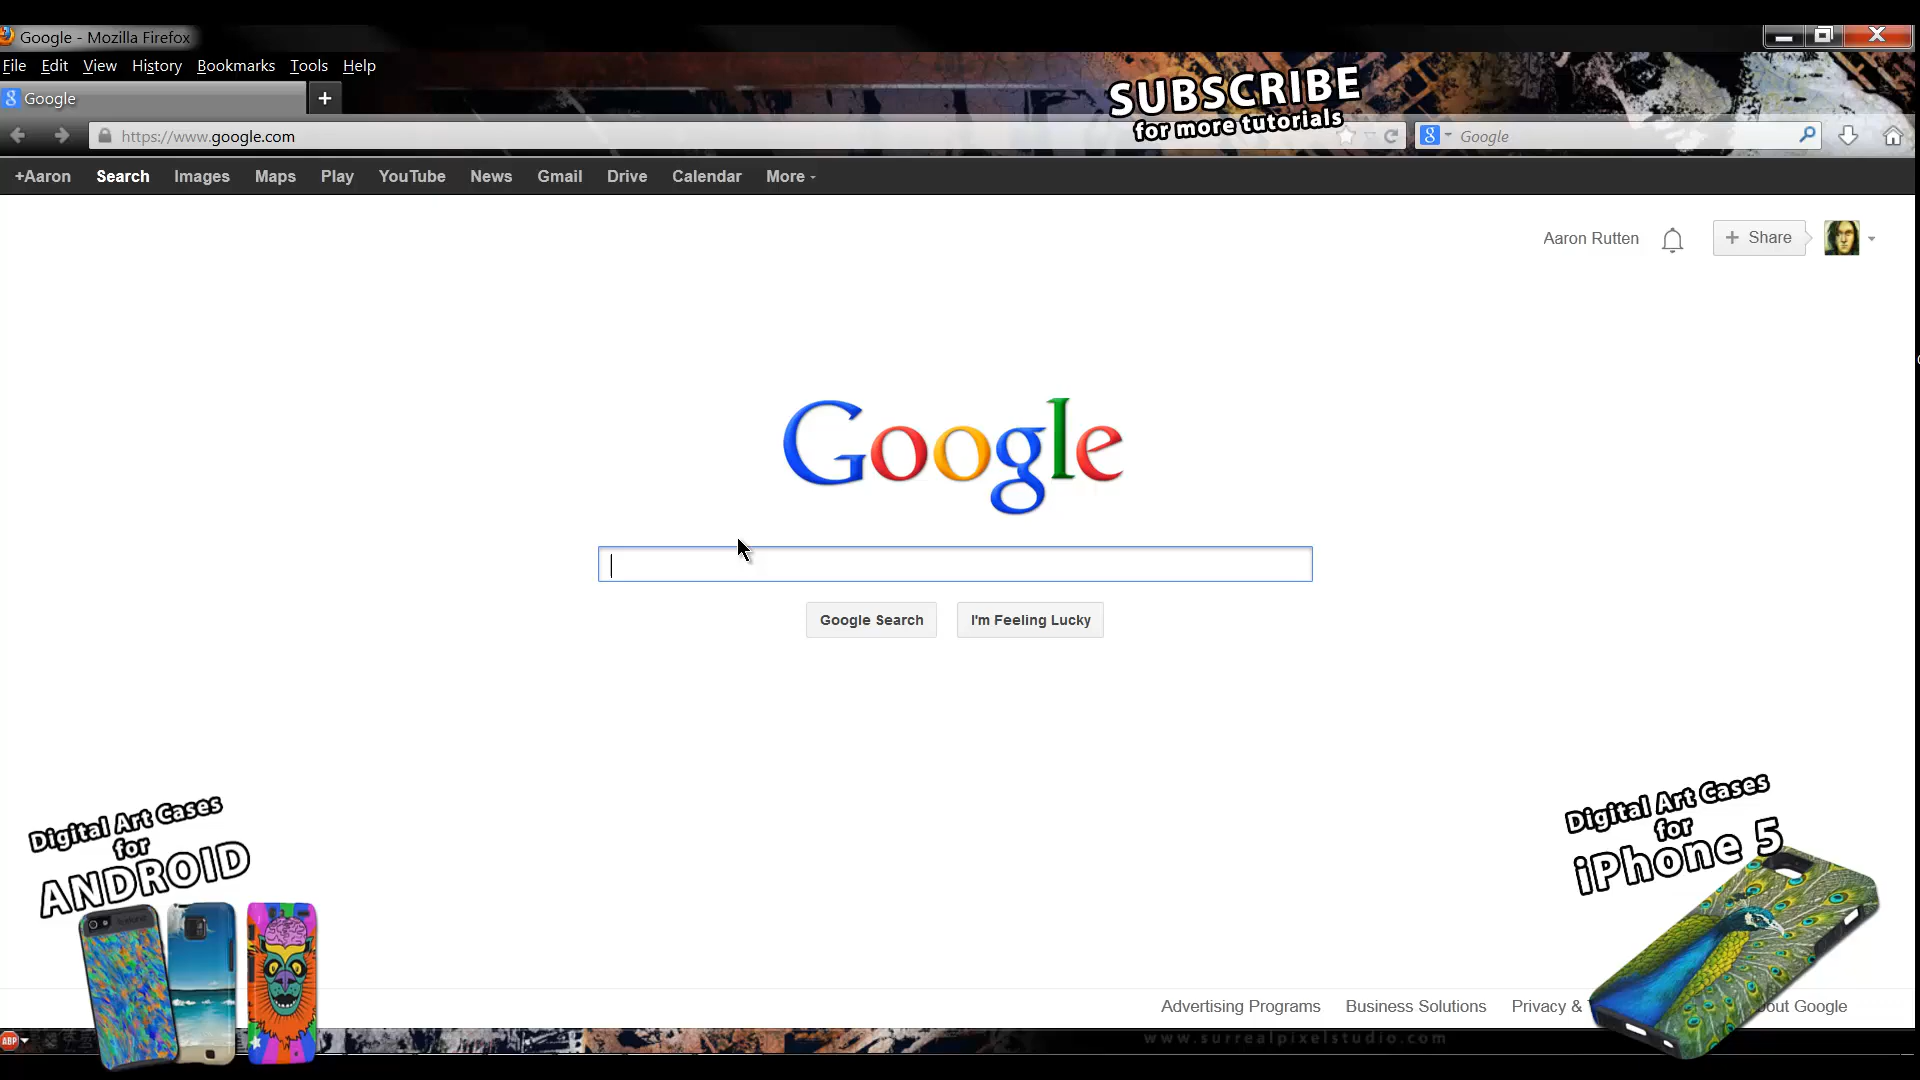 Google - Mozilla Firefox
File Edit View History Bookmarks Tools Help
SUBSCRIBE
for more tutorials
Google
https://www.google.com
Google
+Aaron Search Images Maps Play YouTube News Gmail Drive Calendar More
Aaron Rutten
+ Share
Google
Google Search I'm Feeling Lucky
Digital Art Cases
for
ANDROID
Digital Art Cases
for
iPhone 5
Advertising Programs Business Solutions Privacy & Google
ABP
www.surrealpixelstudio.com